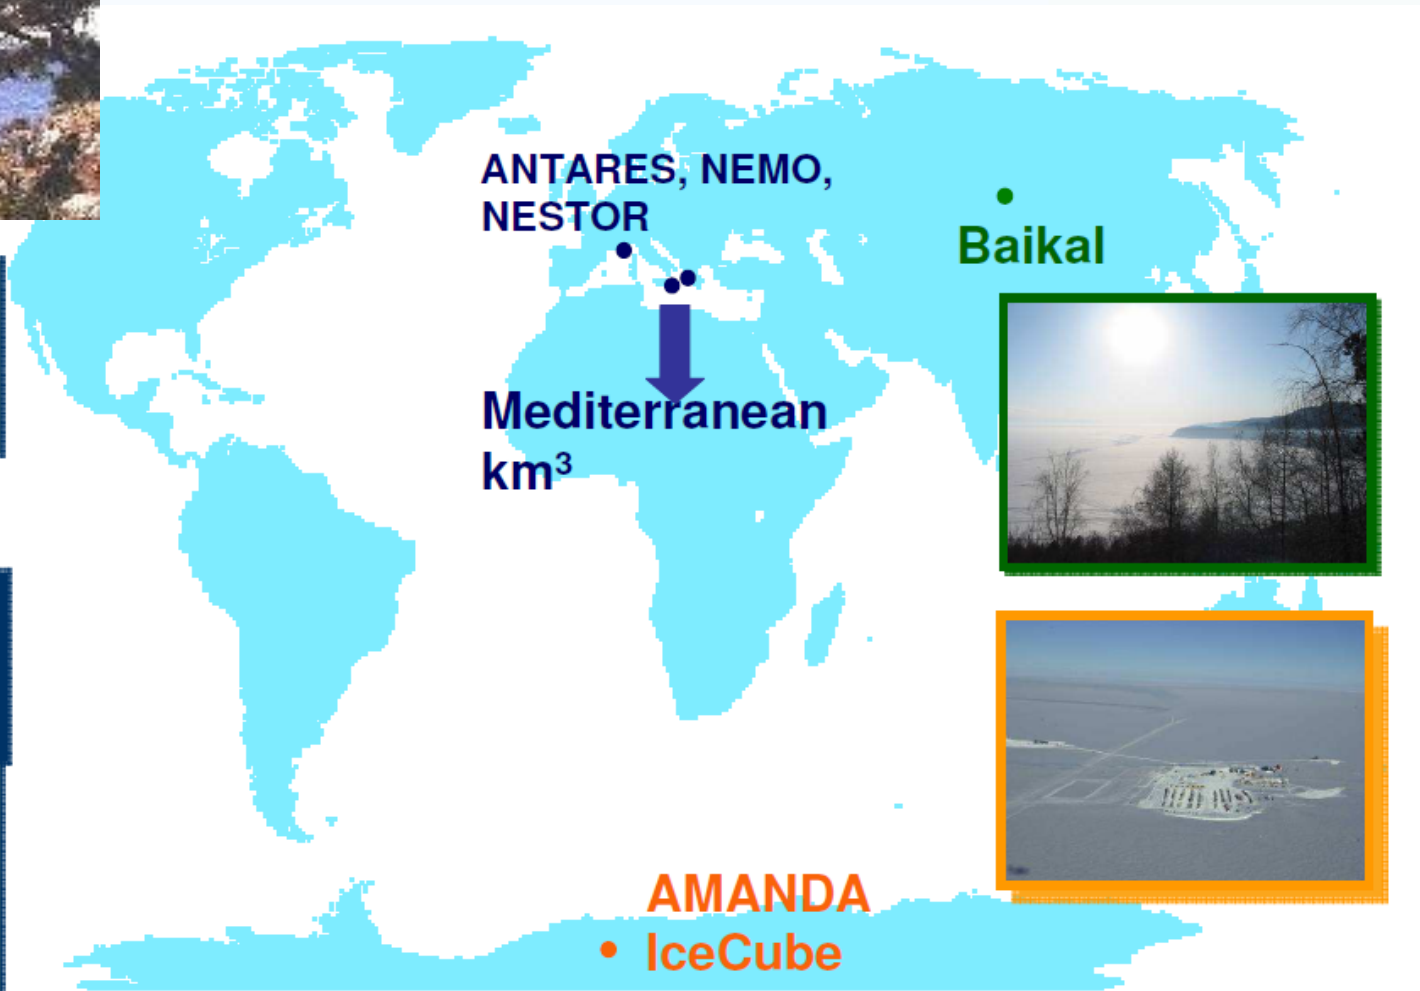 ANTARES, NEMO,
NESTOR
Baikal
Mediterranean
km³
AMANDA
IceCube